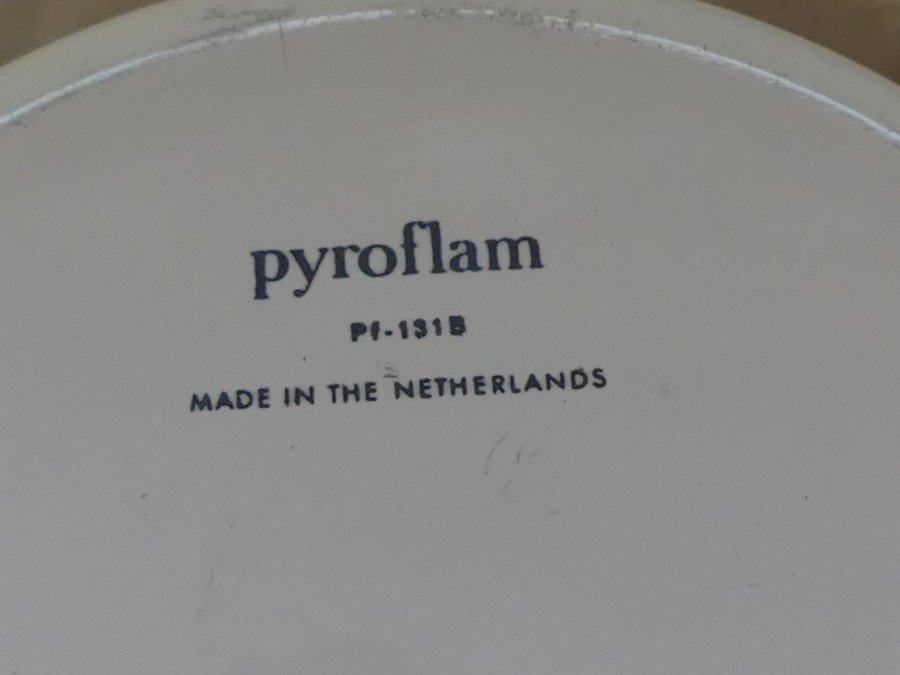 pyroflam
Pf-131B
MADE IN THE NETHERLANDS